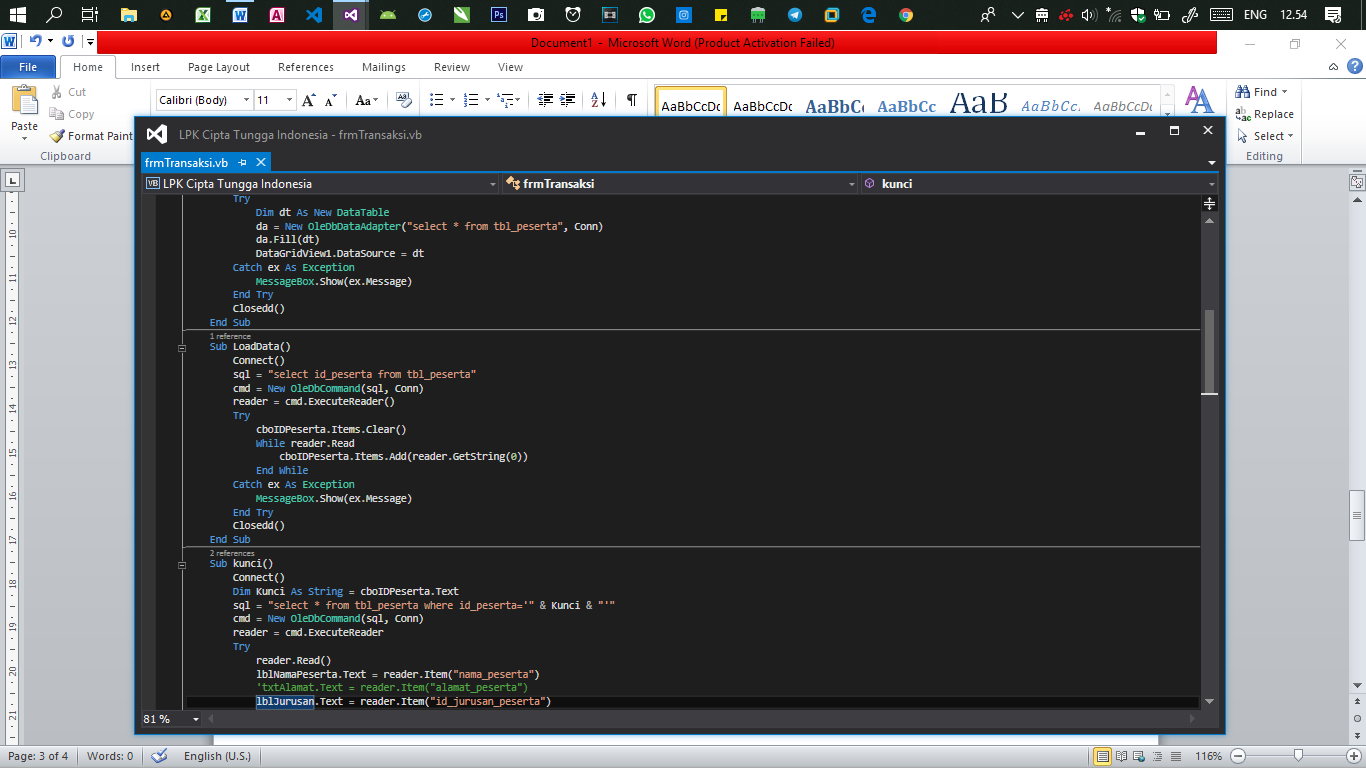 ENG 12.54
Document1 - Microsoft Word (Product Activation Failed)
File Home Insert Page Layout References Mailings Review View
Cut
Copy
Format Paint
Paste
Clipboard
Calibri (Body) 11
AaBbCcDc AaBbCcDc AaBbC AaBbCc AaB AaBbCc. AaBbCcDc
Find
Replace
Select
Editing
LPK Cipta Tungga Indonesia - frmTransaksi.vb
frmTransaksi.vb
LPK Cipta Tungga Indonesia frmTransaksi kunci
Try
Dim dt As New DataTable
da = New OleDbDataAdapter("select * from tbl_peserta", Conn)
da.Fill(dt)
DataGridView1.DataSource = dt
Catch ex As Exception
MessageBox.Show(ex.Message)
End Try
Closedd()
End Sub
1 reference
Sub LoadData()
Connect()
sql = "select id_peserta from tbl_peserta"
cmd = New OleDbCommand(sql, Conn)
reader = cmd.ExecuteReader()
Try
cboIDPeserta.Items.Clear()
While reader.Read
cboIDPeserta.Items.Add(reader.GetString(0))
End While
Catch ex As Exception
MessageBox.Show(ex.Message)
End Try
Closedd()
End Sub
2 references
Sub kunci()
Connect()
Dim Kunci As String = cboIDPeserta.Text
sql = "select * from tbl_peserta where id_peserta='" & Kunci & "'"
cmd = New OleDbCommand(sql, Conn)
reader = cmd.ExecuteReader
Try
reader.Read()
lblNamaPeserta.Text = reader.Item("nama_peserta")
'txtAlamat.Text = reader.Item("alamat_peserta")
lblJurusan.Text = reader.Item("id_jurusan_peserta")
81 %
Page: 3 of 4 Words: 0 English (U.S.) 116%